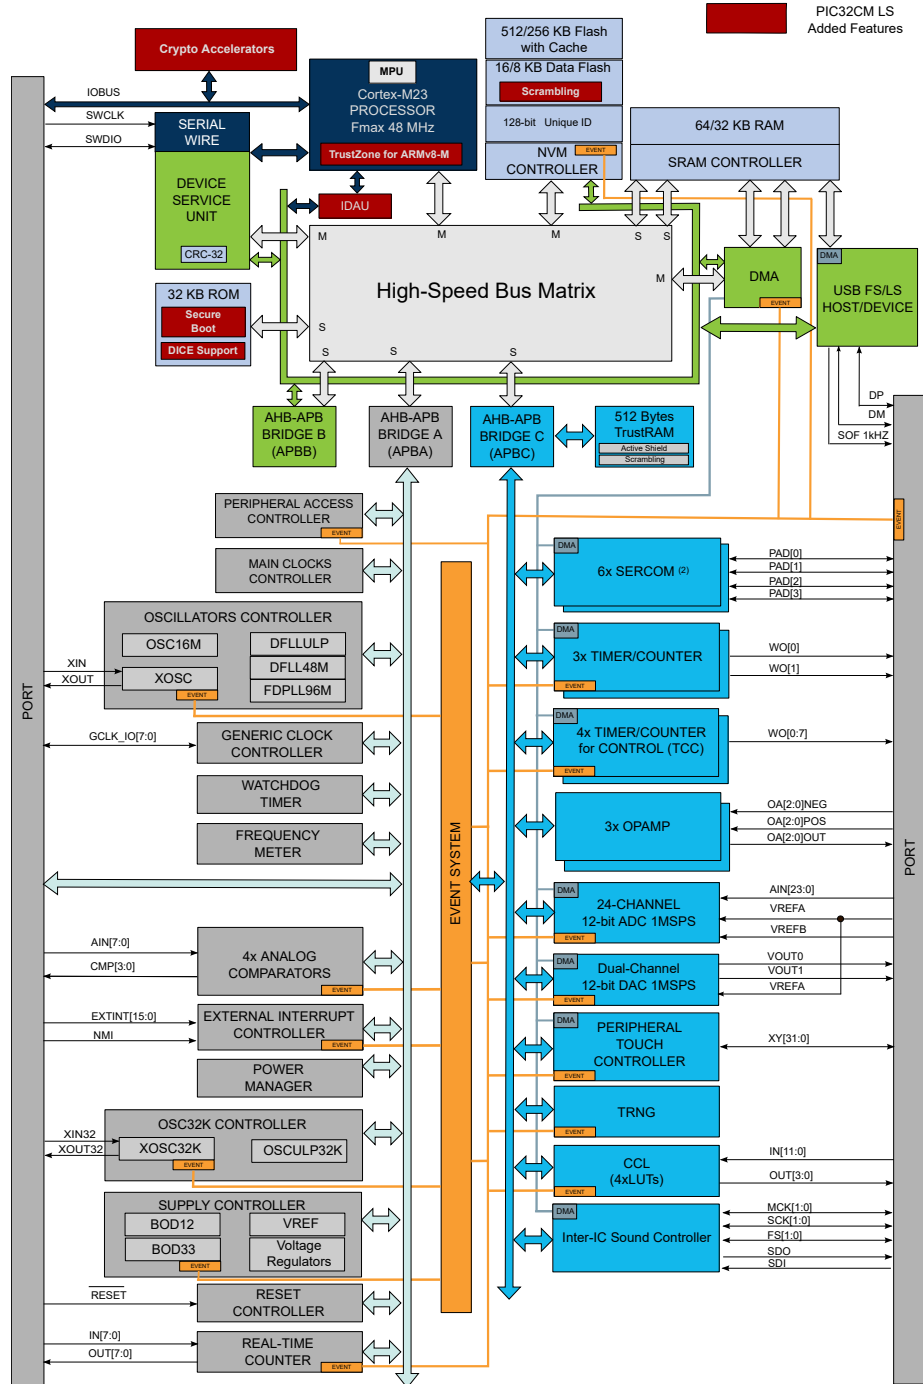 PIC32CM LS
Added Features
Crypto Accelerators
512/256 KB Flash
with Cache
16/8 KB Data Flash
Scrambling
128-bit Unique ID
NVM
CONTROLLER
EVENT
MPU
Cortex-M23
PROCESSOR
Fmax 48 MHz
TrustZone for ARMv8-M
IDAU
64/32 KB RAM
SRAM CONTROLLER
IOBUS
SWCLK
SWDIO
SERIAL
WIRE
DEVICE
SERVICE
UNIT
CRC-32
32 KB ROM
Secure
Boot
DICE Support
M
M
M
S
S
M
S
S
S
S
High-Speed Bus Matrix
DMA
EVENT
DMA
USB FS/LS
HOST/DEVICE
DP
DM
SOF 1kHZ
AHB-APB
BRIDGE B
(APBB)
AHB-APB
BRIDGE A
(APBA)
AHB-APB
BRIDGE C
(APBC)
512 Bytes
TrustRAM
Active Shield
Scrambling
PORT
PORT
EVENT
EVENT SYSTEM
PERIPHERAL ACCESS
CONTROLLER
EVENT
MAIN CLOCKS
CONTROLLER
OSCILLATORS CONTROLLER
OSC16M
DFLLULP
DFLL48M
XOSC
FDPLL96M
EVENT
XIN
XOUT
GCLK_IO[7:0]
GENERIC CLOCK
CONTROLLER
WATCHDOG
TIMER
FREQUENCY
METER
AIN[7:0]
CMP[3:0]
4x ANALOG
COMPARATORS
EVENT
EXTINT[15:0]
NMI
EXTERNAL INTERRUPT
CONTROLLER
EVENT
POWER
MANAGER
OSC32K CONTROLLER
XIN32
XOUT32
XOSC32K
OSCULP32K
EVENT
SUPPLY CONTROLLER
BOD12
VREF
BOD33
Voltage
Regulators
EVENT
RESET
RESET
CONTROLLER
IN[7:0]
OUT[7:0]
REAL-TIME
COUNTER
EVENT
DMA
6x SERCOM (2)
PAD[0]
PAD[1]
PAD[2]
PAD[3]
DMA
3x TIMER/COUNTER
EVENT
WO[0]
WO[1]
DMA
4x TIMER/COUNTER
for CONTROL (TCC)
EVENT
WO[0:7]
3x OPAMP
OA[2:0]NEG
OA[2:0]POS
OA[2:0]OUT
DMA
24-CHANNEL
12-bit ADC 1MSPS
EVENT
AIN[23:0]
VREFA
VREFB
DMA
Dual-Channel
12-bit DAC 1MSPS
EVENT
VOUT0
VOUT1
VREFA
DMA
PERIPHERAL
TOUCH
CONTROLLER
EVENT
XY[31:0]
TRNG
EVENT
CCL
(4xLUTs)
EVENT
IN[11:0]
OUT[3:0]
DMA
Inter-IC Sound Controller
MCK[1:0]
SCK[1:0]
FS[1:0]
SDO
SDI